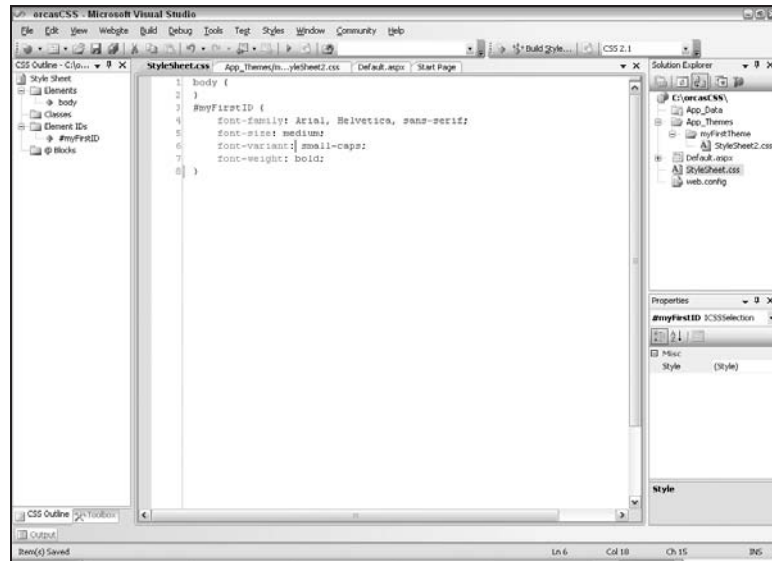 orcasCSS - Microsoft Visual Studio
File Edit View Website Build Debug Tools Test Styles Window Community Help
Build Style... CSS 2.1
CSS Outline - C:\o...
Style Sheet
Elements
body
Classes
Element IDs
#myFirstID
@ Blocks
StyleSheet.css App_Themes/m...yleSheet2.css Default.aspx Start Page
1 body {
2 }
3 #myFirstID {
4 font-family: Arial, Helvetica, sans-serif;
5 font-size: medium;
6 font-variant: small-caps;
7 font-weight: bold;
8 }
Solution Explorer
C:\orcasCSS\
App_Data
App_Themes
myFirstTheme
StyleSheet2.css
Default.aspx
StyleSheet.css
web.config
Properties
#myFirstID ICSSSelection
Misc
Style (Style)
Style
CSS Outline Toolbox
Output
Item(s) Saved Ln 6 Col 18 Ch 15 INS